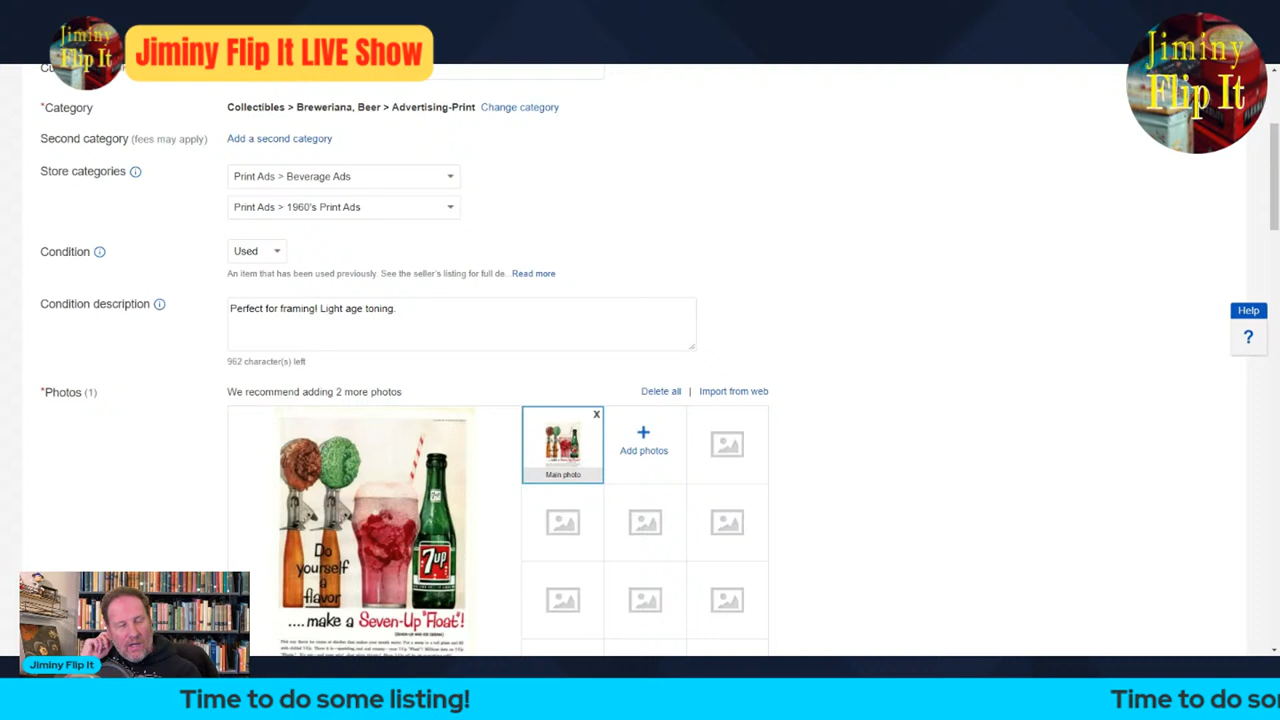 Jiminy
Flip It
Jiminy Flip It LIVE Show
Jiminy
Flip It
*Category
Collectibles > Breweriana, Beer > Advertising-Print Change category
Second category (fees may apply)
Add a second category
Store categories
Print Ads > Beverage Ads
Print Ads > 1960's Print Ads
Condition
Used
An item that has been used previously. See the seller's listing for full de... Read more
Condition description
Perfect for framing! Light age toning.
962 character(s) left
Help
?
*Photos (1)
We recommend adding 2 more photos
Delete all | Import from web
X
+
Add photos
Main photo
7up
Do
yourself
a
flavor
....make a Seven-Up "Float"!
Jiminy Flip It
Time to do some listing!
Time to do so